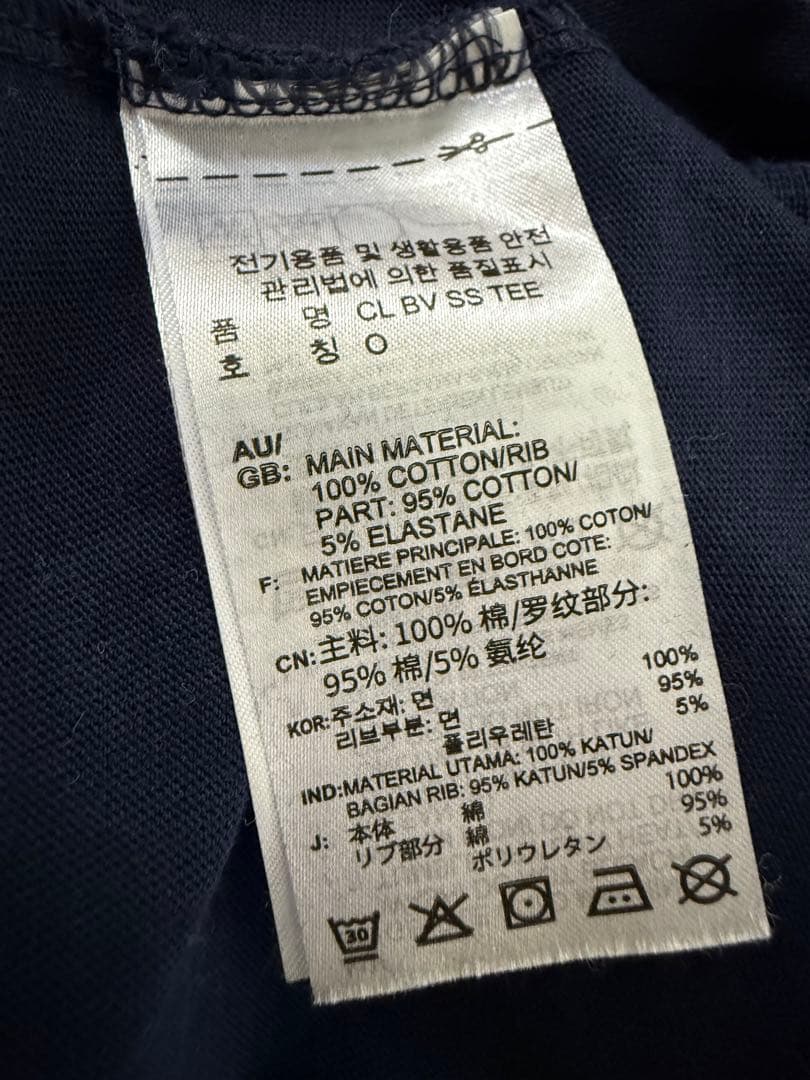 전기용품 및 생활용품 안전
관리법에 의한 품질표시
품 명 CL BV SS TEE
호 칭 O
AU/
GB: MAIN MATERIAL:
100% COTTON/RIB
PART: 95% COTTON/
5% ELASTANE
F: MATIERE PRINCIPALE: 100% COTON/
EMPIECEMENT EN BORD COTE:
95% COTON/5% ÉLASTHANNE
CN: 主料: 100% 棉/罗纹部分:
95% 棉/5% 氨纶
KOR: 주소재: 면 100%
리브부분: 면 95%
폴리우레탄 5%
IND: MATERIAL UTAMA: 100% KATUN/
BAGIAN RIB: 95% KATUN/5% SPANDEX
J: 本体 綿 100%
リブ部分 綿 95%
ポリウレタン 5%
30